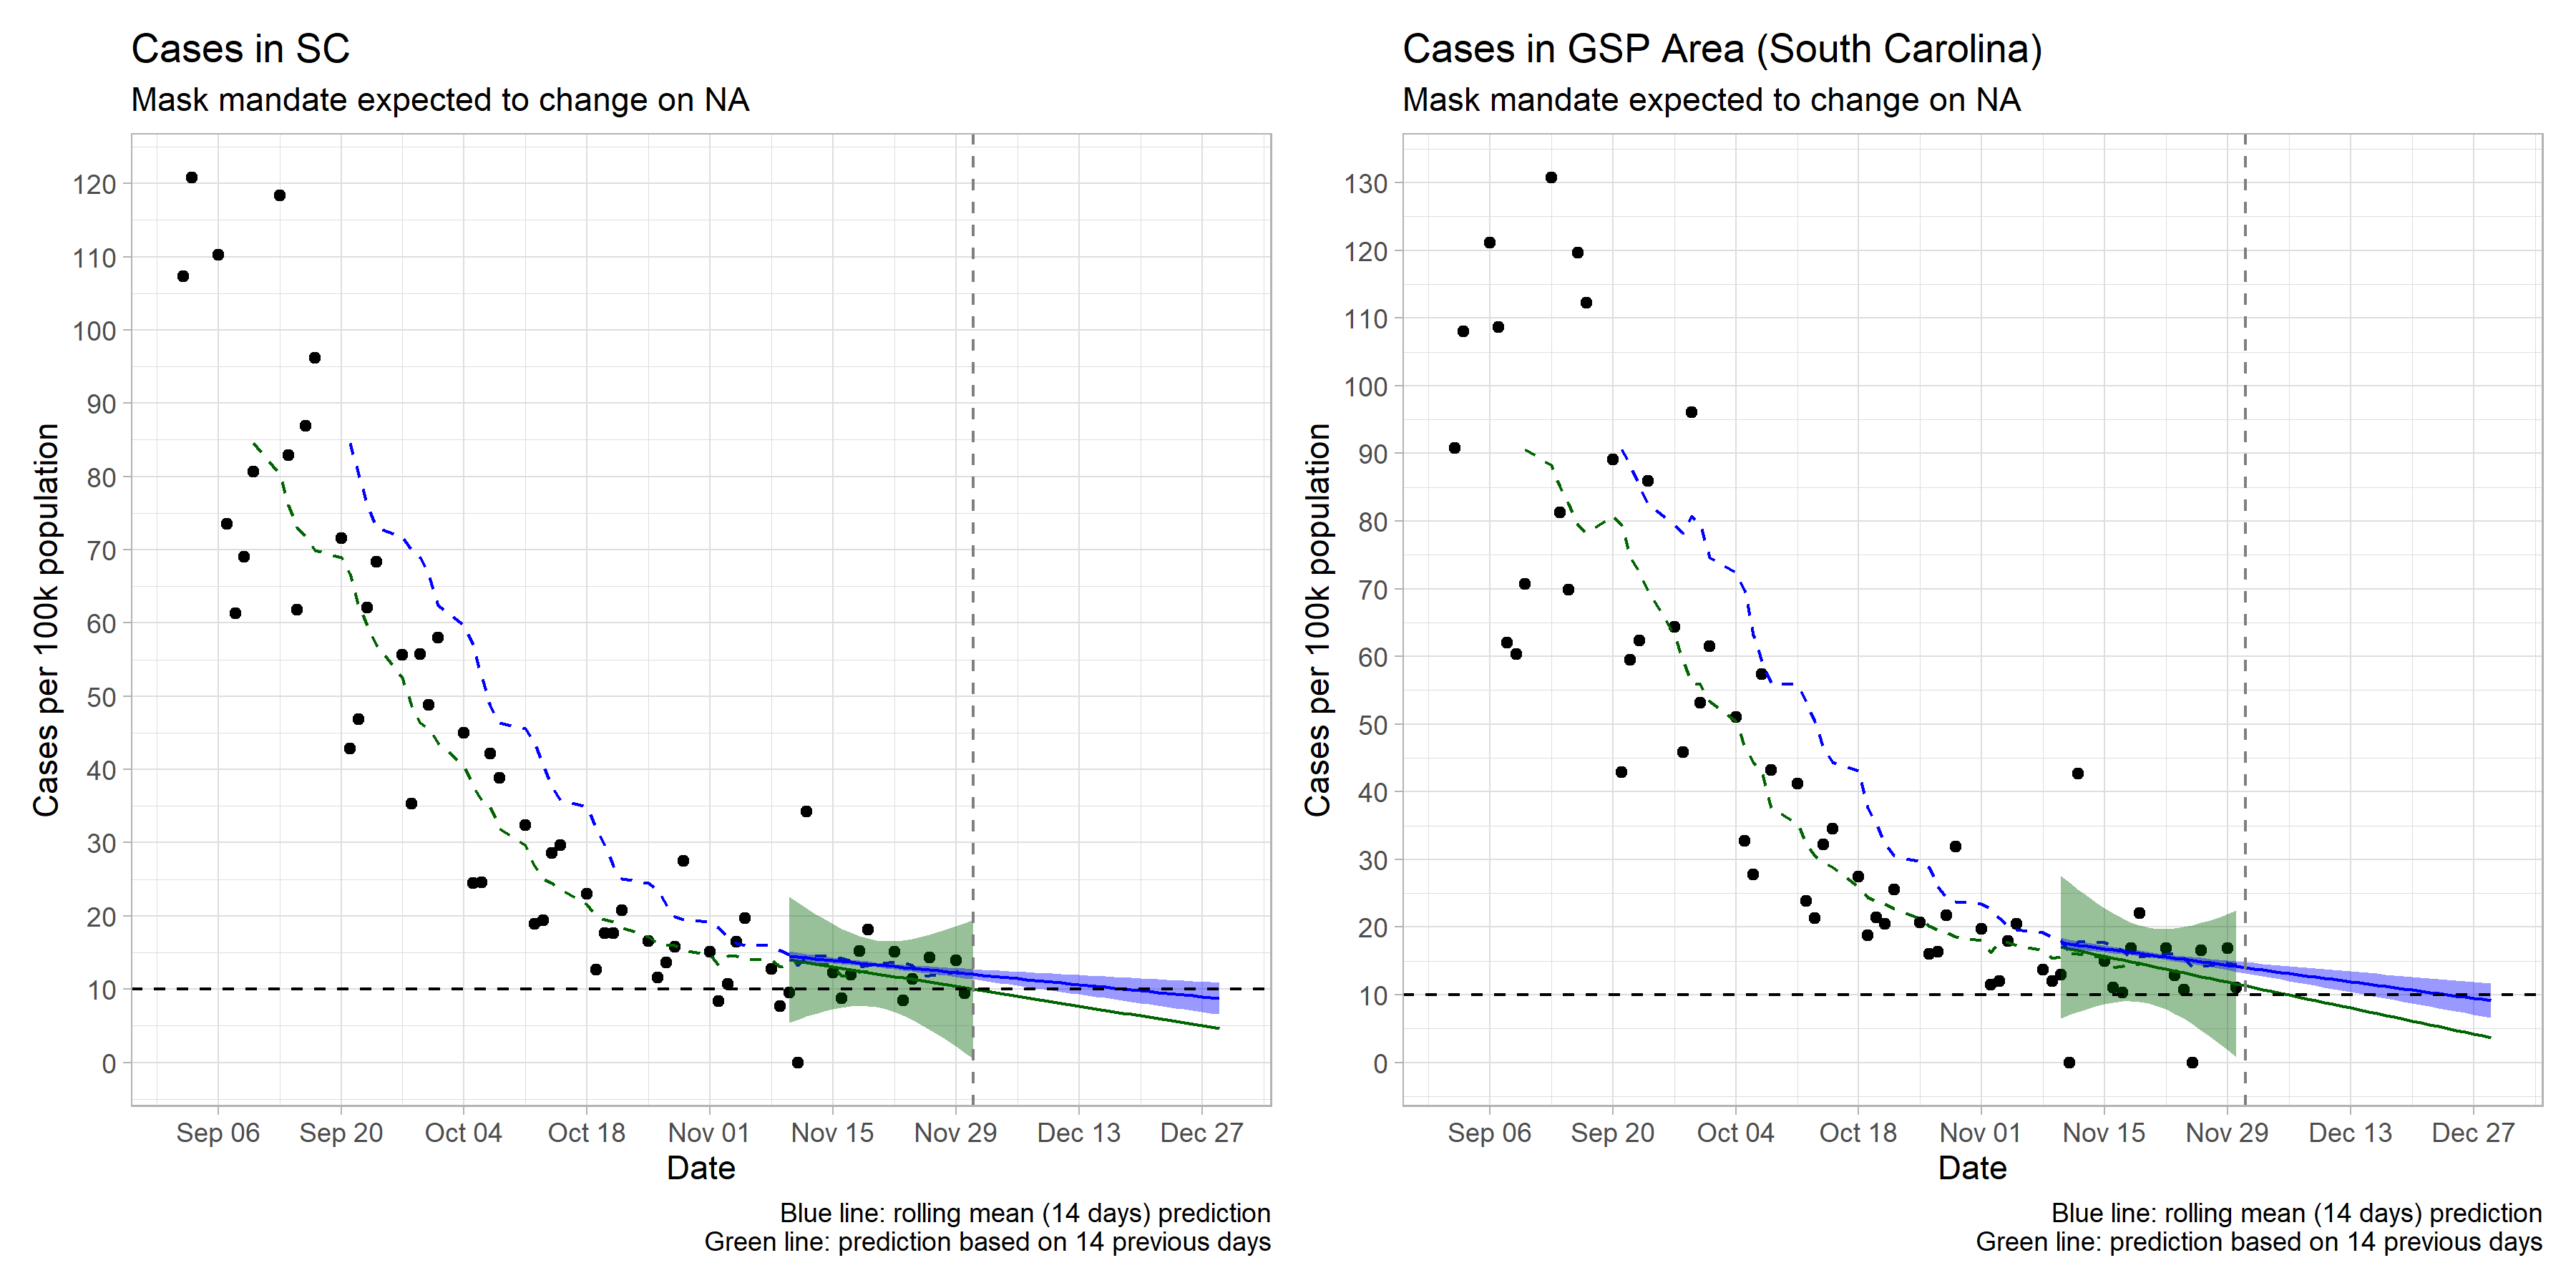 Cases in SC
Mask mandate expected to change on NA
Cases per 100k population
120
110
100
90
80
70
60
50
40
30
20
10
0
Sep 06 Sep 20 Oct 04 Oct 18 Nov 01 Nov 15 Nov 29 Dec 13 Dec 27
Date
Blue line: rolling mean (14 days) prediction
Green line: prediction based on 14 previous days
Cases in GSP Area (South Carolina)
Mask mandate expected to change on NA
Cases per 100k population
130
120
110
100
90
80
70
60
50
40
30
20
10
0
Sep 06 Sep 20 Oct 04 Oct 18 Nov 01 Nov 15 Nov 29 Dec 13 Dec 27
Date
Blue line: rolling mean (14 days) prediction
Green line: prediction based on 14 previous days